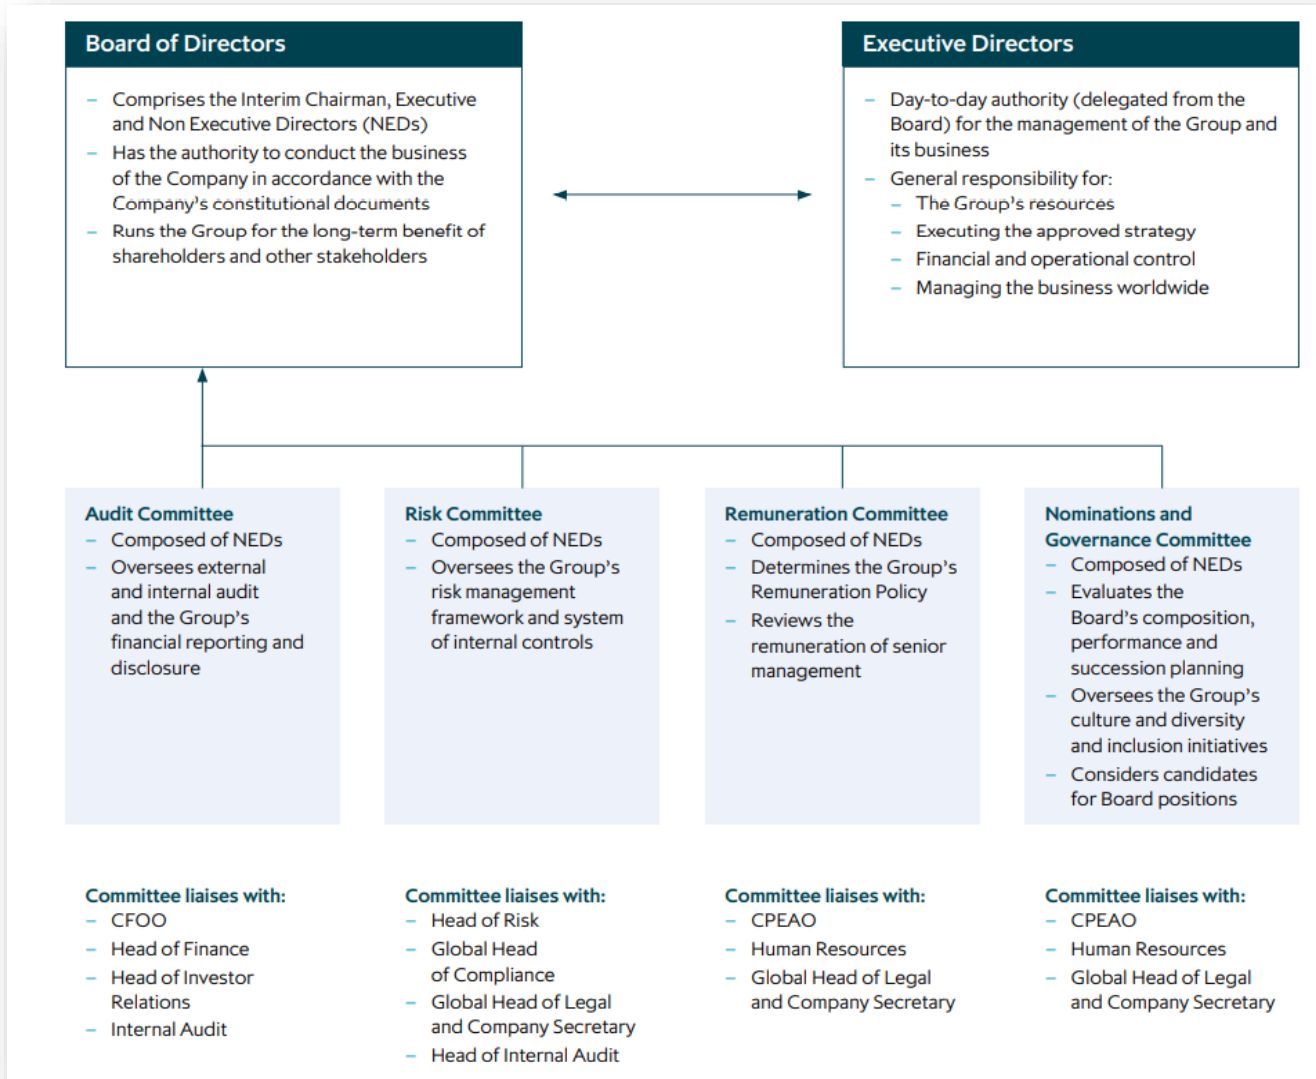 Board of Directors
– Comprises the Interim Chairman, Executive
and Non Executive Directors (NEDs)
– Has the authority to conduct the business
of the Company in accordance with the
Company's constitutional documents
– Runs the Group for the long-term benefit of
shareholders and other stakeholders
Executive Directors
– Day-to-day authority (delegated from the
Board) for the management of the Group and
its business
– General responsibility for:
– The Group's resources
– Executing the approved strategy
– Financial and operational control
– Managing the business worldwide
Audit Committee
– Composed of NEDs
– Oversees external
and internal audit
and the Group's
financial reporting and
disclosure
Risk Committee
– Composed of NEDs
– Oversees the Group's
risk management
framework and system
of internal controls
Remuneration Committee
– Composed of NEDs
– Determines the Group's
Remuneration Policy
– Reviews the
remuneration of senior
management
Nominations and
Governance Committee
– Composed of NEDs
– Evaluates the
Board's composition,
performance and
succession planning
– Oversees the Group's
culture and diversity
and inclusion initiatives
– Considers candidates
for Board positions
Committee liaises with:
– CFOO
– Head of Finance
– Head of Investor
Relations
– Internal Audit
Committee liaises with:
– Head of Risk
– Global Head
of Compliance
– Global Head of Legal
and Company Secretary
– Head of Internal Audit
Committee liaises with:
– CPEAO
– Human Resources
– Global Head of Legal
and Company Secretary
Committee liaises with:
– CPEAO
– Human Resources
– Global Head of Legal
and Company Secretary